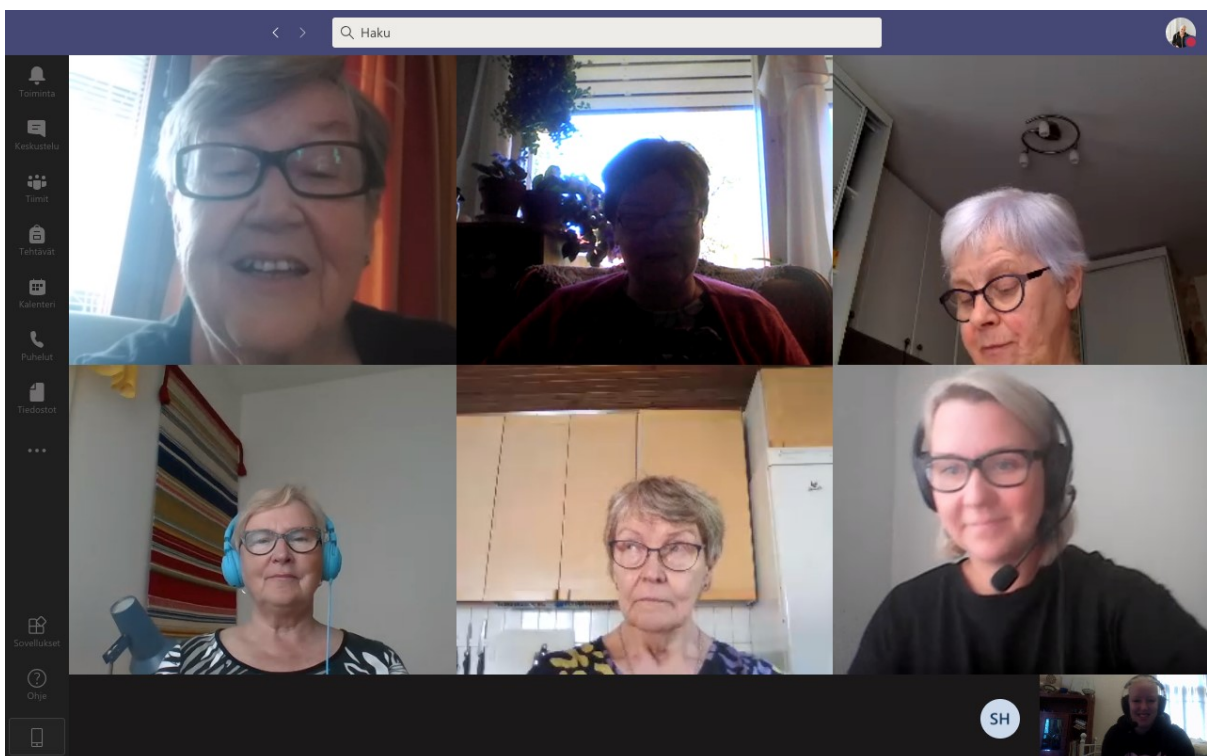 Haku
Toiminta
Keskustelu
Tiimit
Tehtävät
Kalenteri
Puhelut
Tiedostot
Sovellukset
Ohje
SH